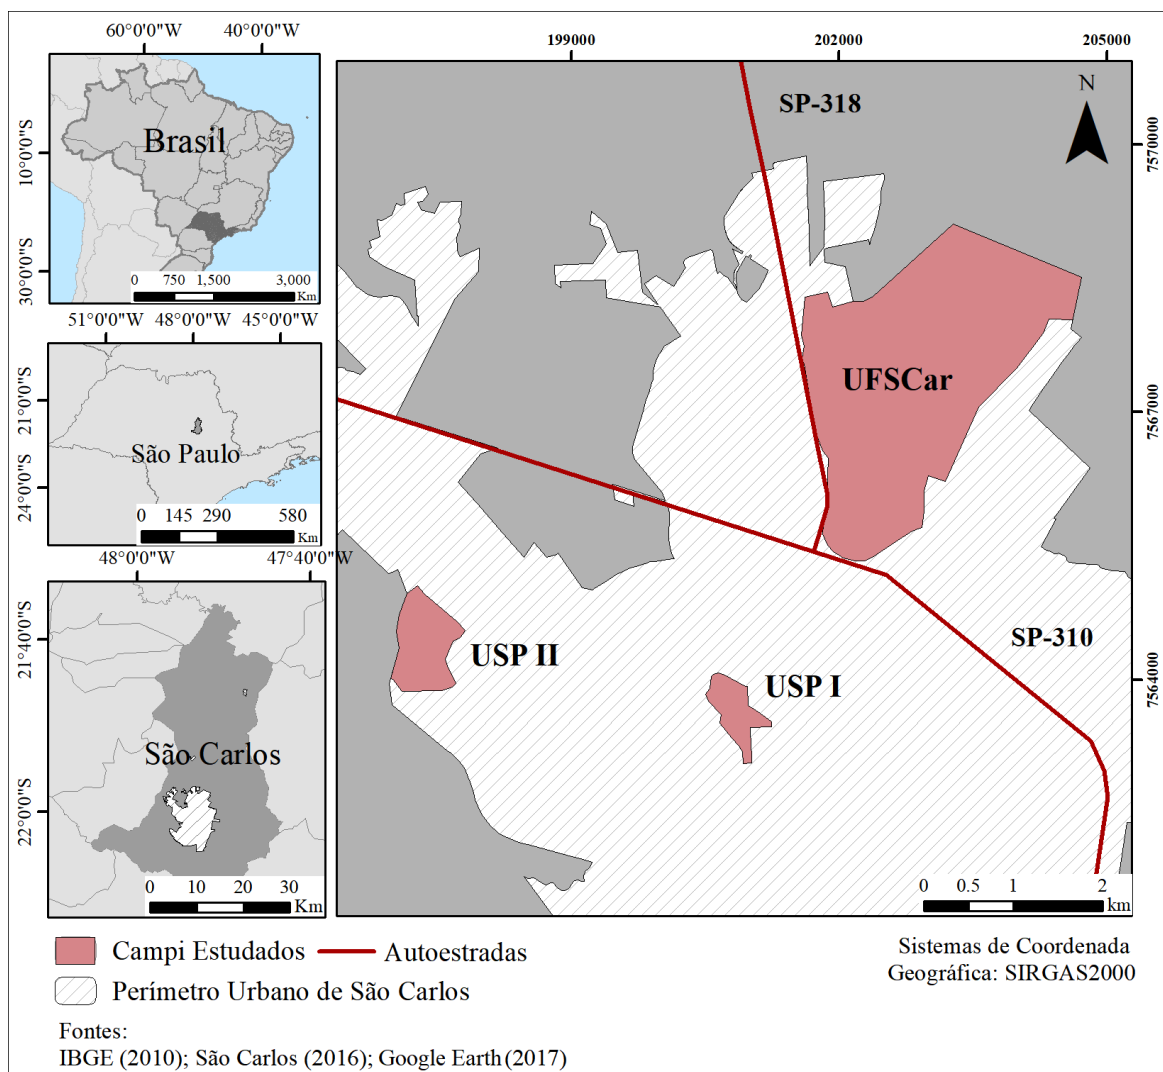 60°0'0"W 40°0'0"W
10°0'0"S
30°0'0"S
Brasil
0 750 1,500 3,000
Km
51°0'0"W 48°0'0"W 45°0'0"W
21°0'0"S
24°0'0"S
São Paulo
0 145 290 580
Km
48°0'0"W 47°40'0"W
21°40'0"S
22°0'0"S
São Carlos
0 10 20 30
Km
199000 202000 205000
7570000
7567000
7564000
N
SP-318
UFSCar
SP-310
USP II
USP I
0 0.5 1 2
km
Campi Estudados
Autoestradas
Perímetro Urbano de São Carlos
Sistemas de Coordenada
Geográfica: SIRGAS2000
Fontes:
IBGE (2010); São Carlos (2016); Google Earth (2017)